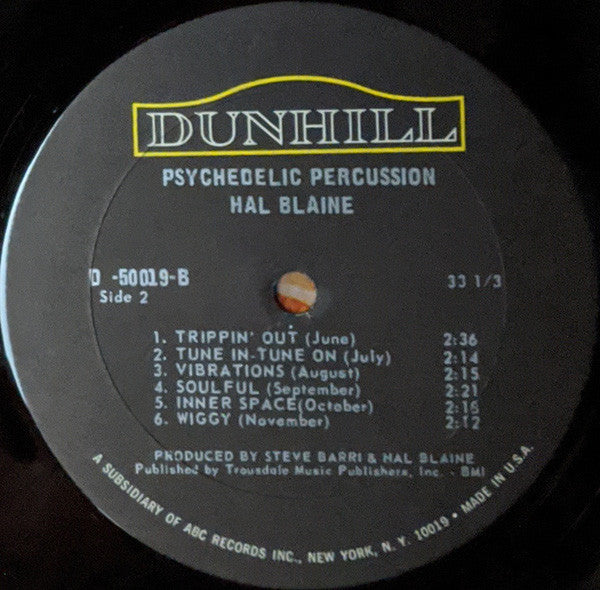 DUNHILL
PSYCHEDELIC PERCUSSION
HAL BLAINE
D -50019-B 33 1/3
Side 2
1. TRIPPIN' OUT (June) 2:36
2. TUNE IN-TUNE ON (July) 2:14
3. VIBRATIONS (August) 2:15
4. SOULFUL (September) 2:21
5. INNER SPACE(October) 2:16
6. WIGGY (November) 2:12
PRODUCED BY STEVE BARRI & HAL BLAINE
Published by Trousdale Music Publishers, Inc. - BMI
A SUBSIDIARY OF ABC RECORDS INC., NEW YORK, N. Y. 10019 • MADE IN U.S.A.